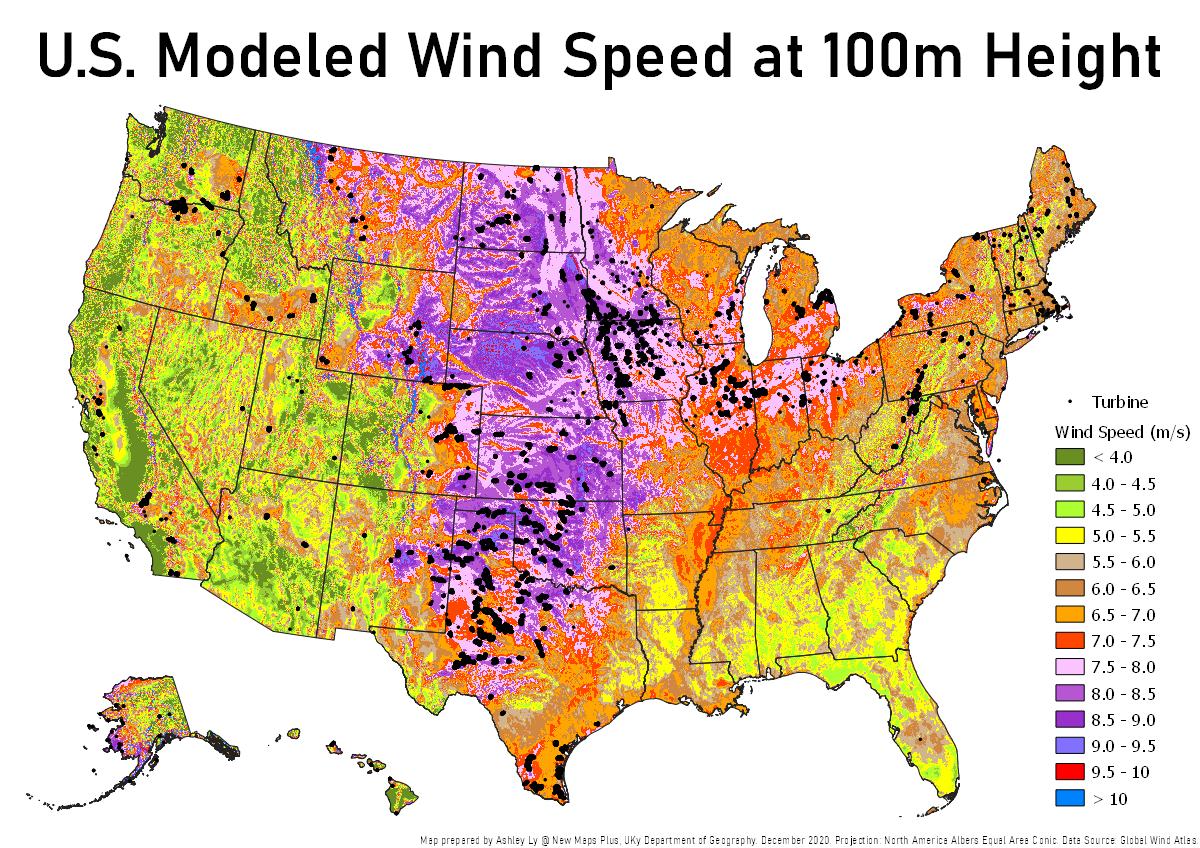 U.S. Modeled Wind Speed at 100m Height
Turbine
Wind Speed (m/s)
< 4.0
4.0 - 4.5
4.5 - 5.0
5.0 - 5.5
5.5 - 6.0
6.0 - 6.5
6.5 - 7.0
7.0 - 7.5
7.5 - 8.0
8.0 - 8.5
8.5 - 9.0
9.0 - 9.5
9.5 - 10
> 10
Map prepared by Ashley Ly @ New Maps Plus, UKy Department of Geography, December 2020. Projection: North America Albers Equal Area Conic. Data Source: Global Wind Atlas